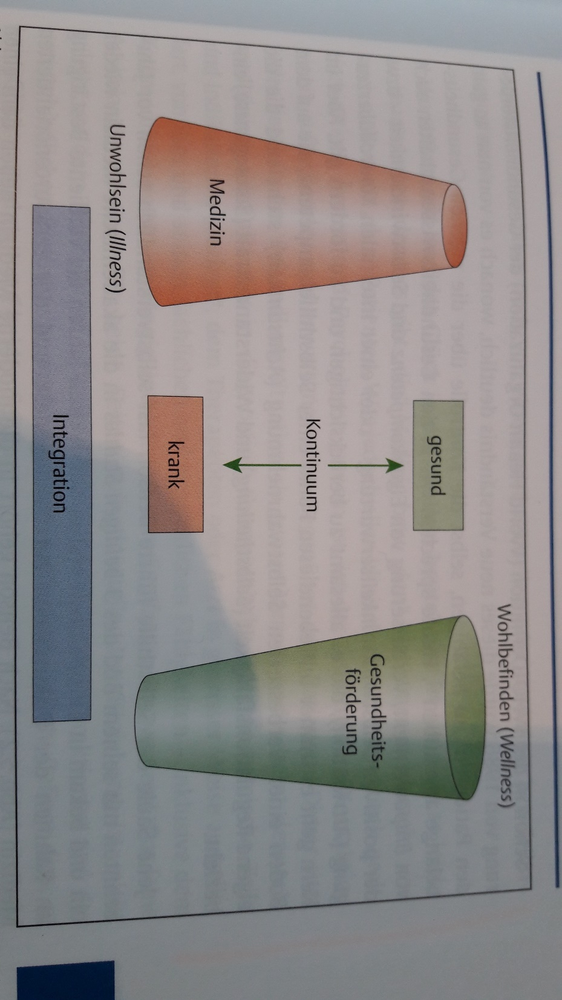 Wohlbefinden (Wellness)
gesund
Gesundheits-
förderung
Kontinuum
Medizin
krank
Unwohlsein (Illness)
Integration